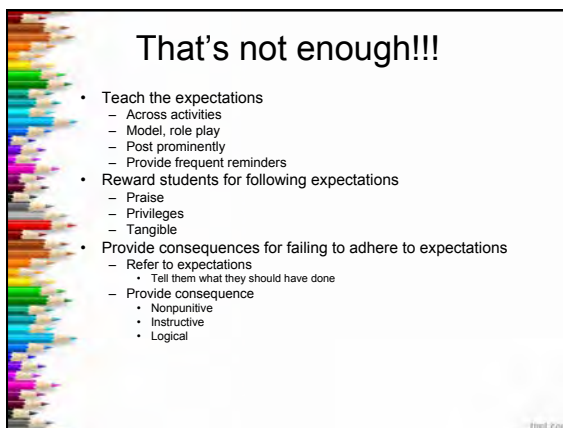 That's not enough!!!
• Teach the expectations
– Across activities
– Model, role play
– Post prominently
– Provide frequent reminders
• Reward students for following expectations
– Praise
– Privileges
– Tangible
• Provide consequences for failing to adhere to expectations
– Refer to expectations
• Tell them what they should have done
– Provide consequence
• Nonpunitive
• Instructive
• Logical